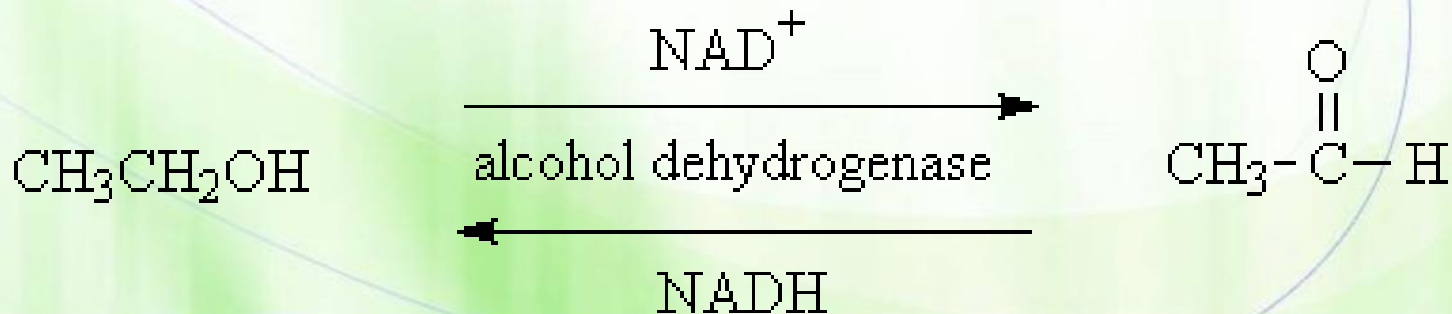 NAD⁺
CH₃CH₂OH
alcohol dehydrogenase
O
CH₃-C-H
NADH